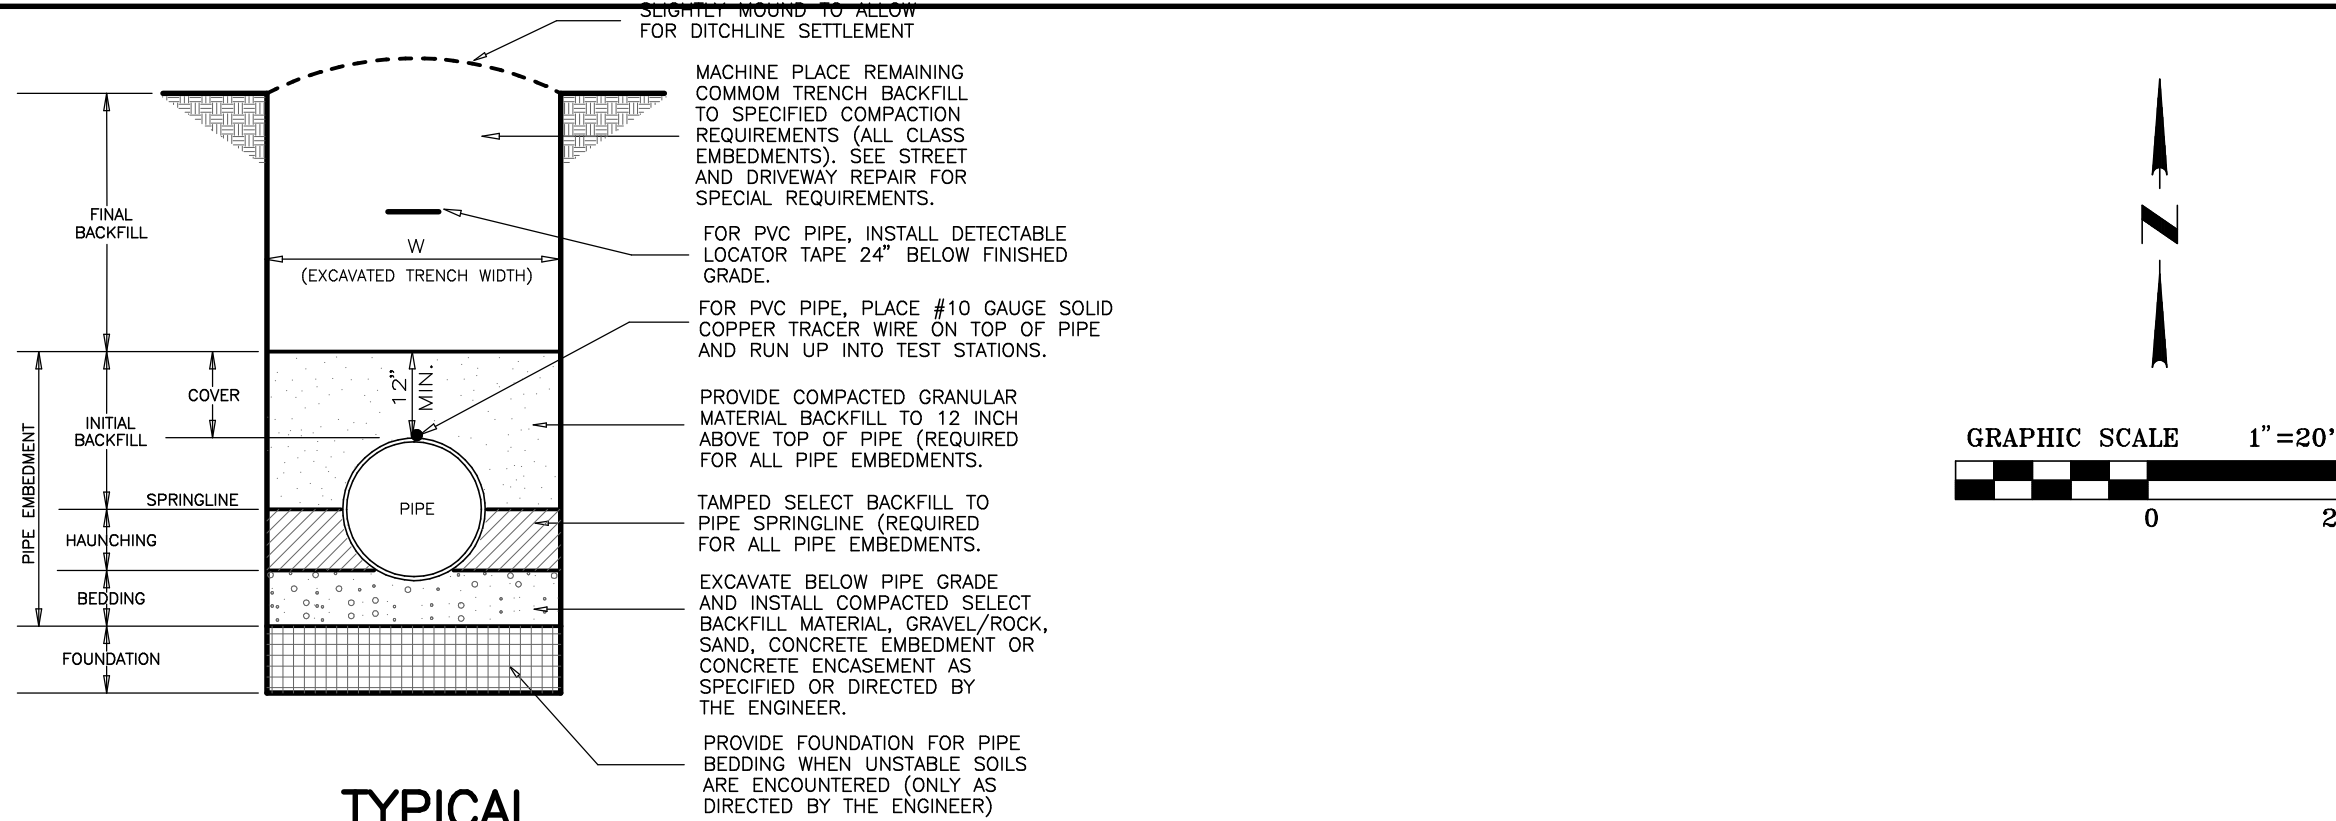 SLIGHTLY MOUND TO ALLOW
FOR DITCHLINE SETTLEMENT
MACHINE PLACE REMAINING
COMMOM TRENCH BACKFILL
TO SPECIFIED COMPACTION
REQUIREMENTS (ALL CLASS
EMBEDMENTS). SEE STREET
AND DRIVEWAY REPAIR FOR
SPECIAL REQUIREMENTS.
FOR PVC PIPE, INSTALL DETECTABLE
LOCATOR TAPE 24" BELOW FINISHED
GRADE.
FOR PVC PIPE, PLACE #10 GAUGE SOLID
COPPER TRACER WIRE ON TOP OF PIPE
AND RUN UP INTO TEST STATIONS.
PROVIDE COMPACTED GRANULAR
MATERIAL BACKFILL TO 12 INCH
ABOVE TOP OF PIPE (REQUIRED
FOR ALL PIPE EMBEDMENTS.
TAMPED SELECT BACKFILL TO
PIPE SPRINGLINE (REQUIRED
FOR ALL PIPE EMBEDMENTS.
EXCAVATE BELOW PIPE GRADE
AND INSTALL COMPACTED SELECT
BACKFILL MATERIAL, GRAVEL/ROCK,
SAND, CONCRETE EMBEDMENT OR
CONCRETE ENCASEMENT AS
SPECIFIED OR DIRECTED BY
THE ENGINEER.
PROVIDE FOUNDATION FOR PIPE
BEDDING WHEN UNSTABLE SOILS
ARE ENCOUNTERED (ONLY AS
DIRECTED BY THE ENGINEER)
FINAL
BACKFILL
W
(EXCAVATED TRENCH WIDTH)
COVER
12"
MIN.
INITIAL
BACKFILL
PIPE EMBEDMENT
SPRINGLINE
PIPE
HAUNCHING
BEDDING
FOUNDATION
TYPICAL
N
GRAPHIC SCALE 1"=20'
0 2